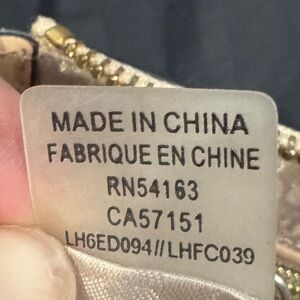 MADE IN CHINA
FABRIQUE EN CHINE
RN54163
CA57151
LH6ED094//LHFC039